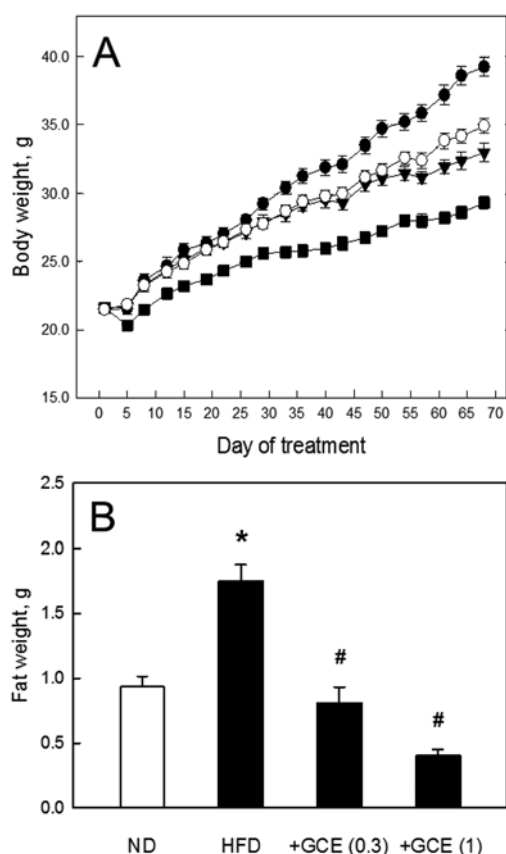 A
Body weight, g
40.0
35.0
30.0
25.0
20.0
15.0
0 5 10 15 20 25 30 35 40 45 50 55 60 65 70
Day of treatment
B
Fat weight, g
2.5
2.0
1.5
1.0
0.5
0.0
*
#
#
ND HFD +GCE (0.3) +GCE (1)